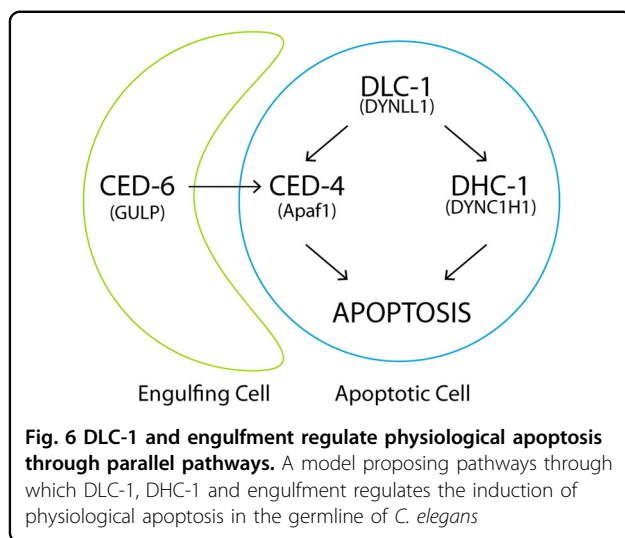 DLC-1
(DYNLL1)
CED-6
(GULP)
CED-4
(Apaf1)
DHC-1
(DYNC1H1)
APOPTOSIS
Engulfing Cell
Apoptotic Cell
Fig. 6 DLC-1 and engulfment regulate physiological apoptosis
through parallel pathways. A model proposing pathways through
which DLC-1, DHC-1 and engulfment regulates the induction of
physiological apoptosis in the germline of C. elegans